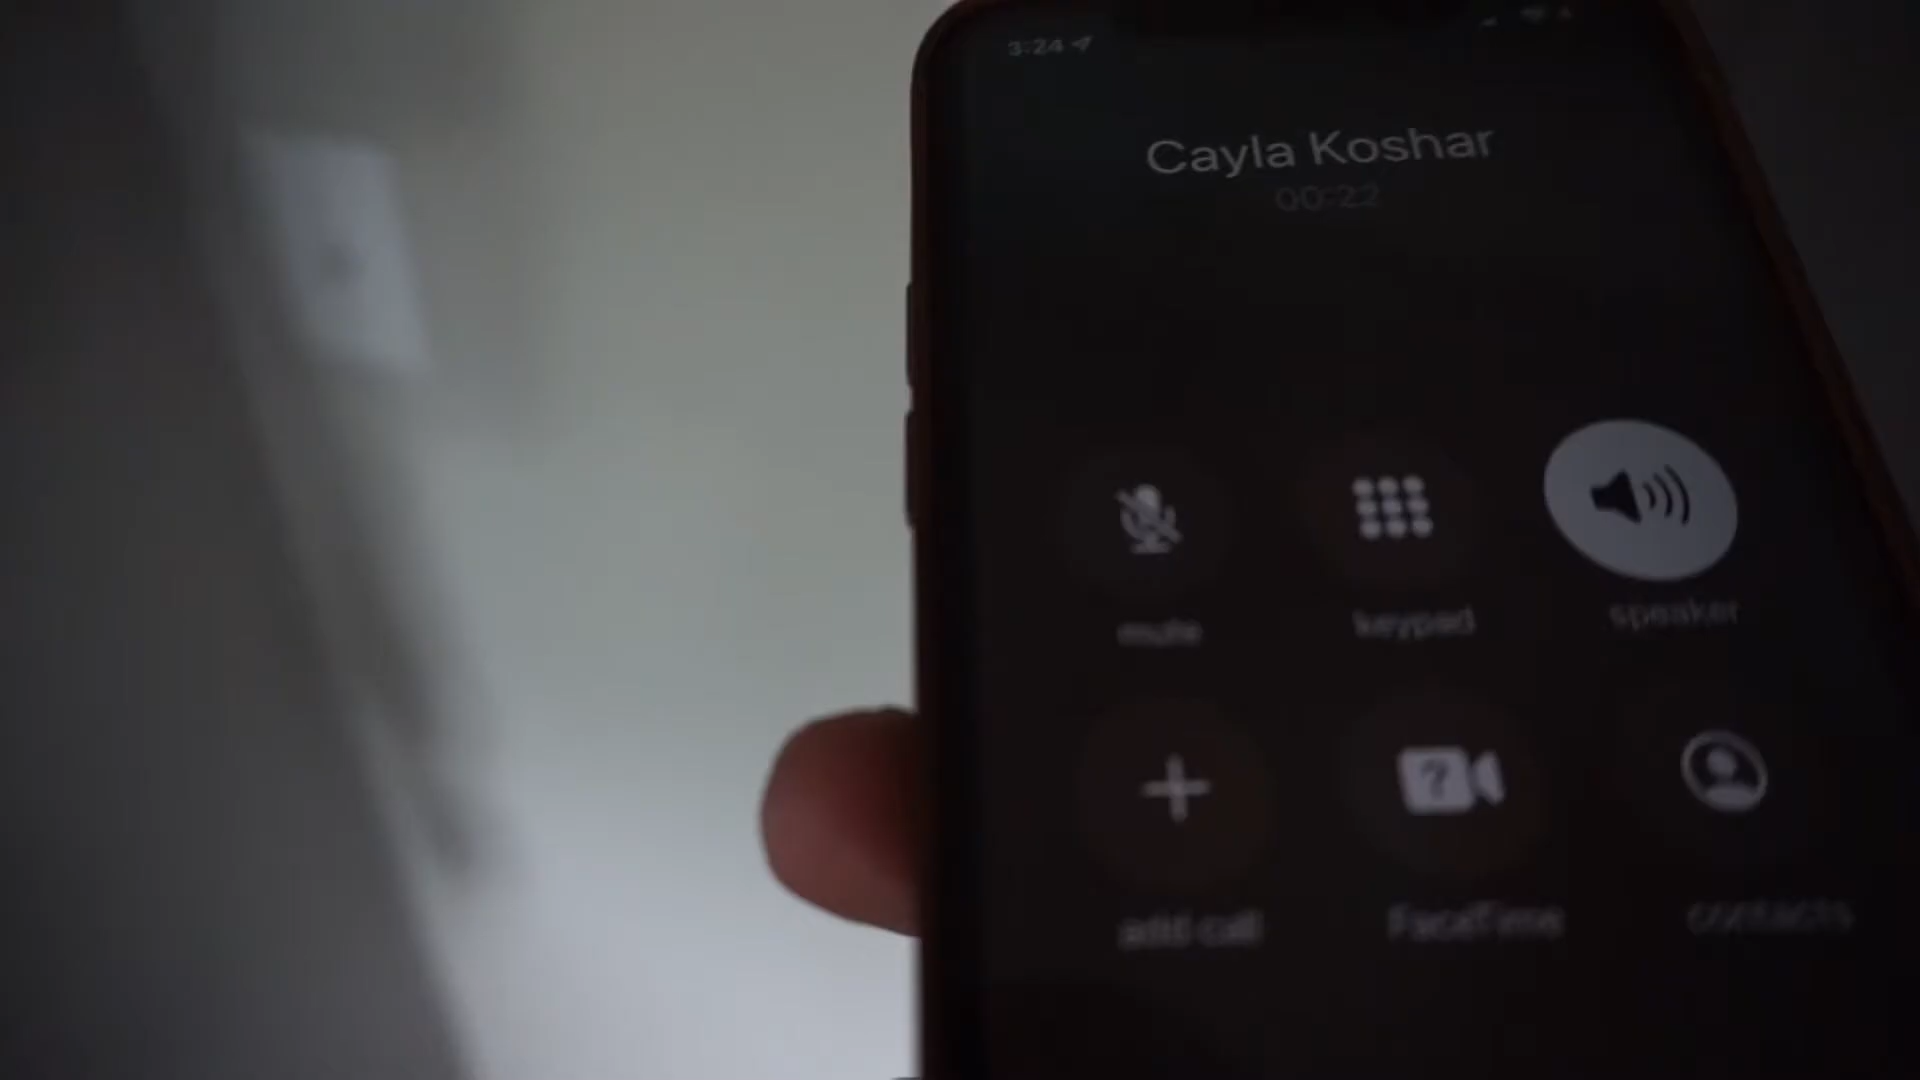 3:24
Cayla Koshar
00:22
mute
keypad
speaker
add call
FaceTime
contacts